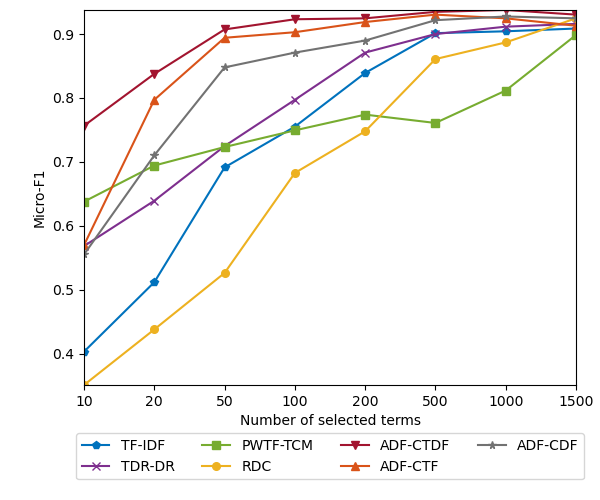 0.9
0.8
0.7
0.6
0.5
0.4
Micro-F1
10 20 50 100 200 500 1000 1500
Number of selected terms
TF-IDF PWTF-TCM ADF-CTDF ADF-CDF
TDR-DR RDC ADF-CTF